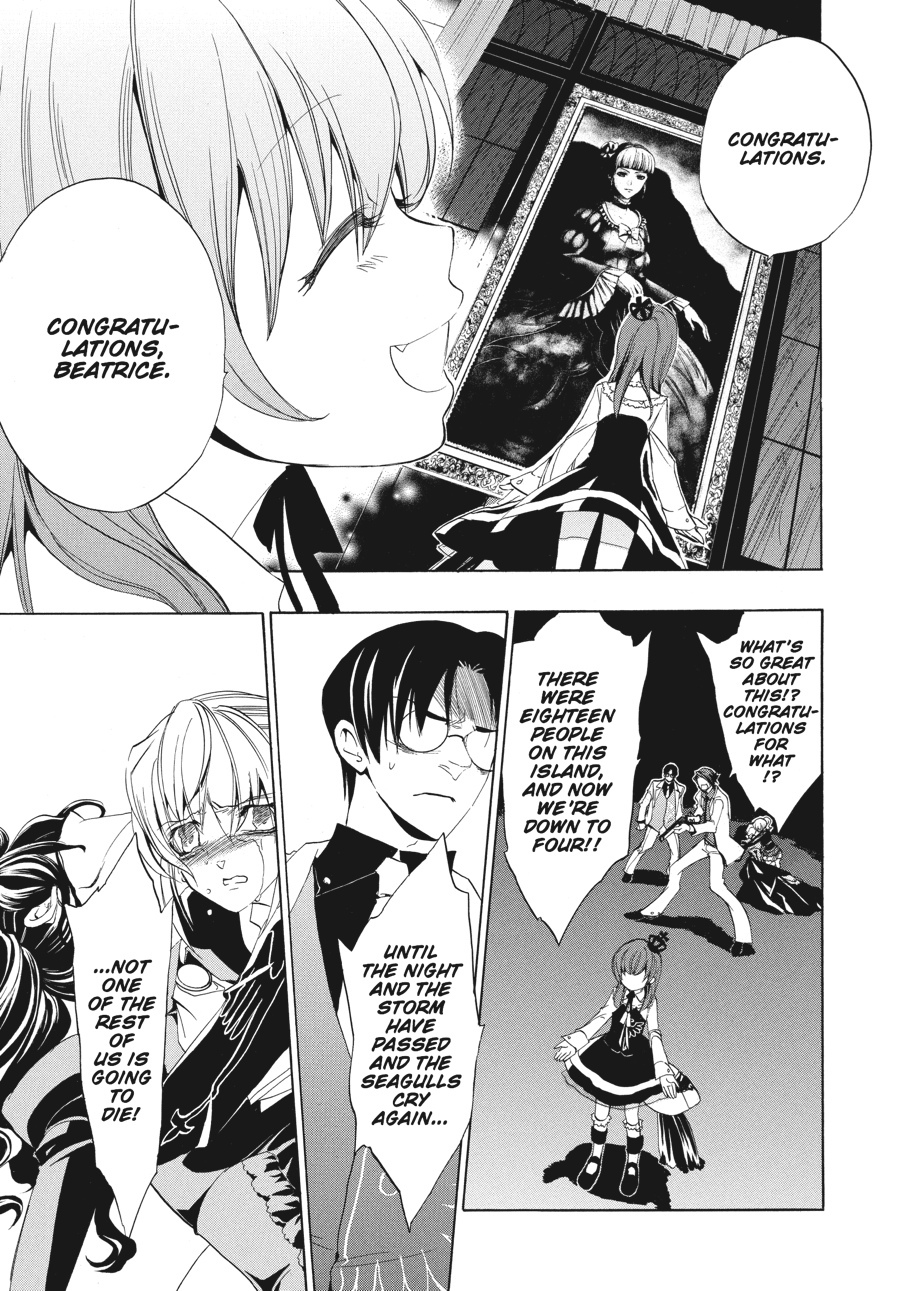 CONGRATU-
LATIONS.
CONGRATU-
LATIONS,
BEATRICE.
WHAT'S
SO GREAT
ABOUT
THIS!?
CONGRATU-
LATIONS
FOR
WHAT
!?
THERE
WERE
EIGHTEEN
PEOPLE
ON THIS
ISLAND,
AND NOW
WE'RE
DOWN TO
FOUR!!
UNTIL
THE NIGHT
AND THE
STORM
HAVE
PASSED
AND THE
SEAGULLS
CRY
AGAIN...
...NOT
ONE
OF THE
REST
OF
US IS
GOING
TO
DIE!